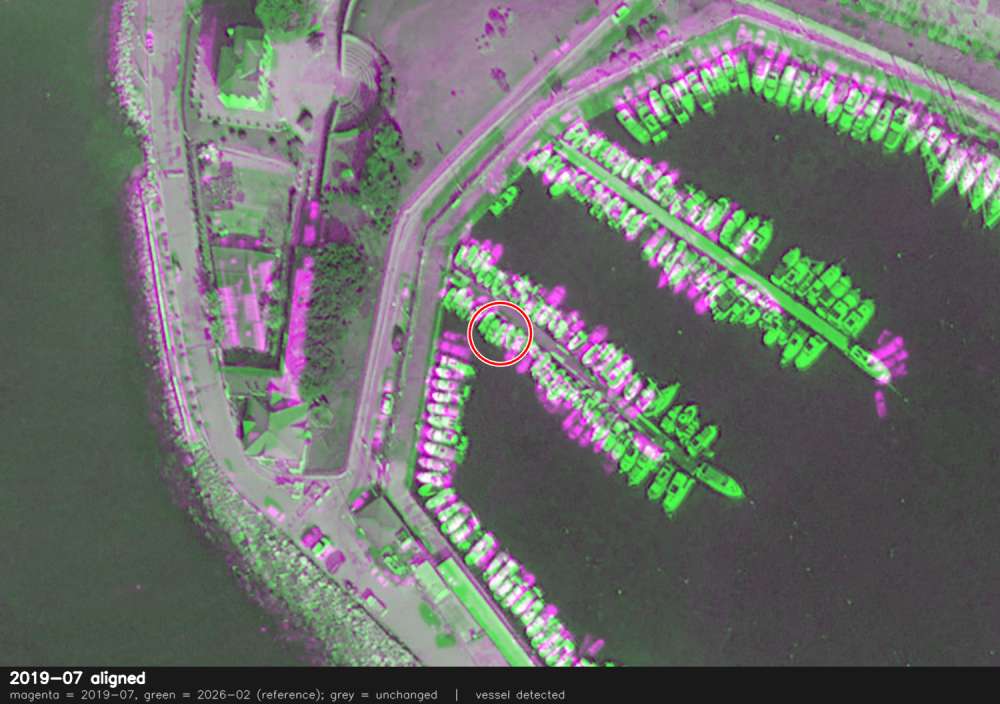 2019-07 aligned
magenta = 2019-07, green = 2026-02 (reference); grey = unchanged | vessel detected